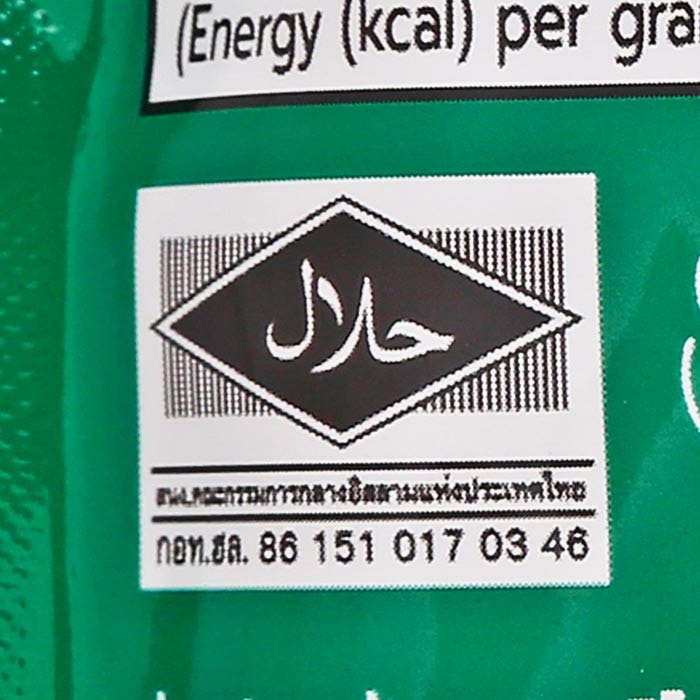 (Energy (kcal) per gra
حلال
สนง.คณะกรรมการกลางอิสลามแห่งประเทศไทย
กอท.ฮล. 86 151 017 03 46